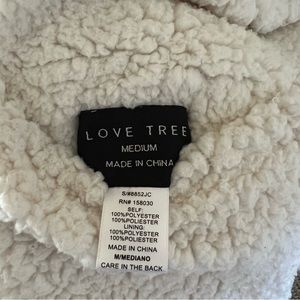 LOVE TREE
MEDIUM
MADE IN CHINA
S/#8852JC
RN# 158030
SELF:
100%POLYESTER
100%POLIESTER
LINING:
100%POLYESTER
100%POLIESTER
MADE IN CHINA
M/MEDIANO
CARE IN THE BACK